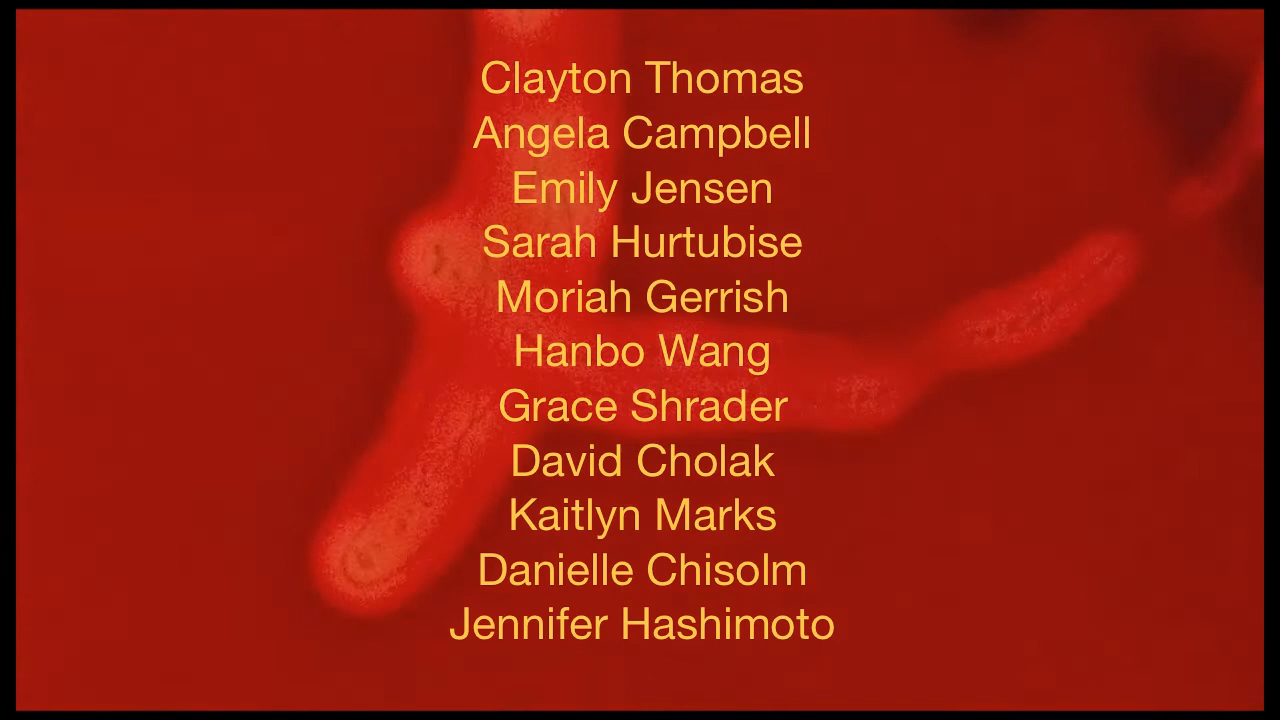 Clayton Thomas
Angela Campbell
Emily Jensen
Sarah Hurtubise
Moriah Gerrish
Hanbo Wang
Grace Shrader
David Cholak
Kaitlyn Marks
Danielle Chisolm
Jennifer Hashimoto